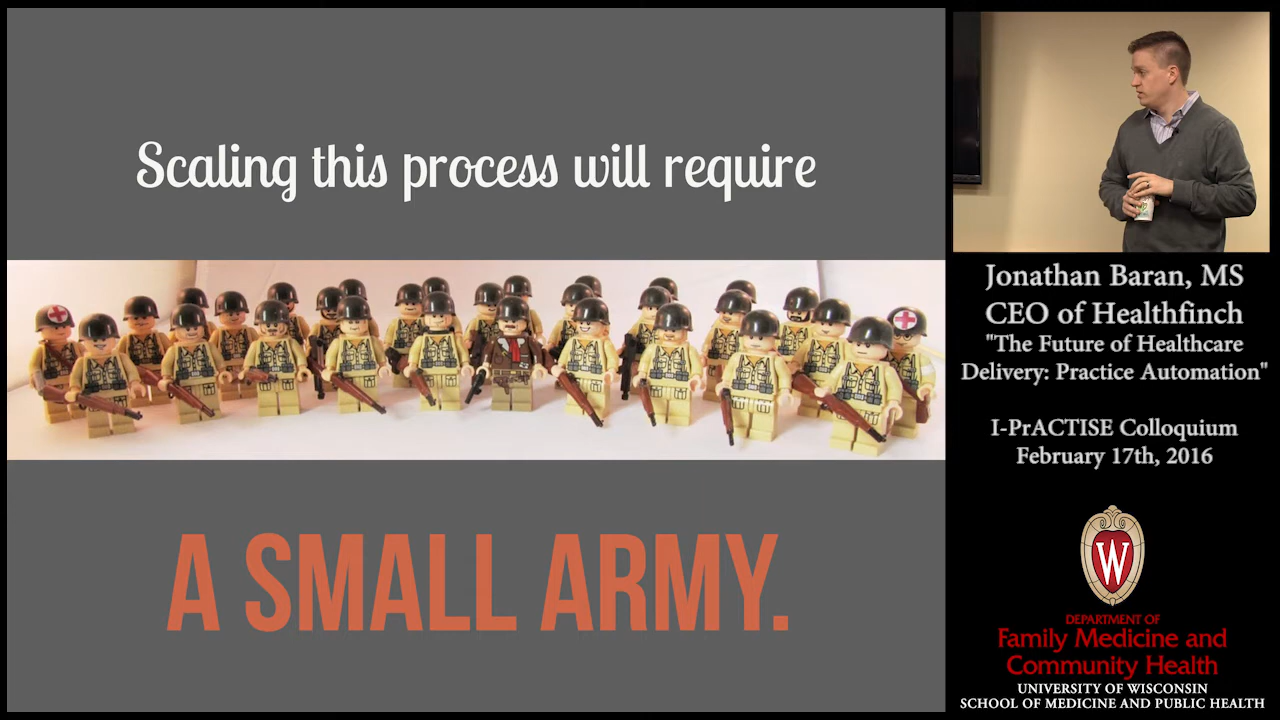 Scaling this process will require
A SMALL ARMY.
Jonathan Baran, MS
CEO of Healthfinch
"The Future of Healthcare
Delivery: Practice Automation"
I-PrACTISE Colloquium
February 17th, 2016
W
DEPARTMENT OF
Family Medicine and
Community Health
UNIVERSITY OF WISCONSIN
SCHOOL OF MEDICINE AND PUBLIC HEALTH